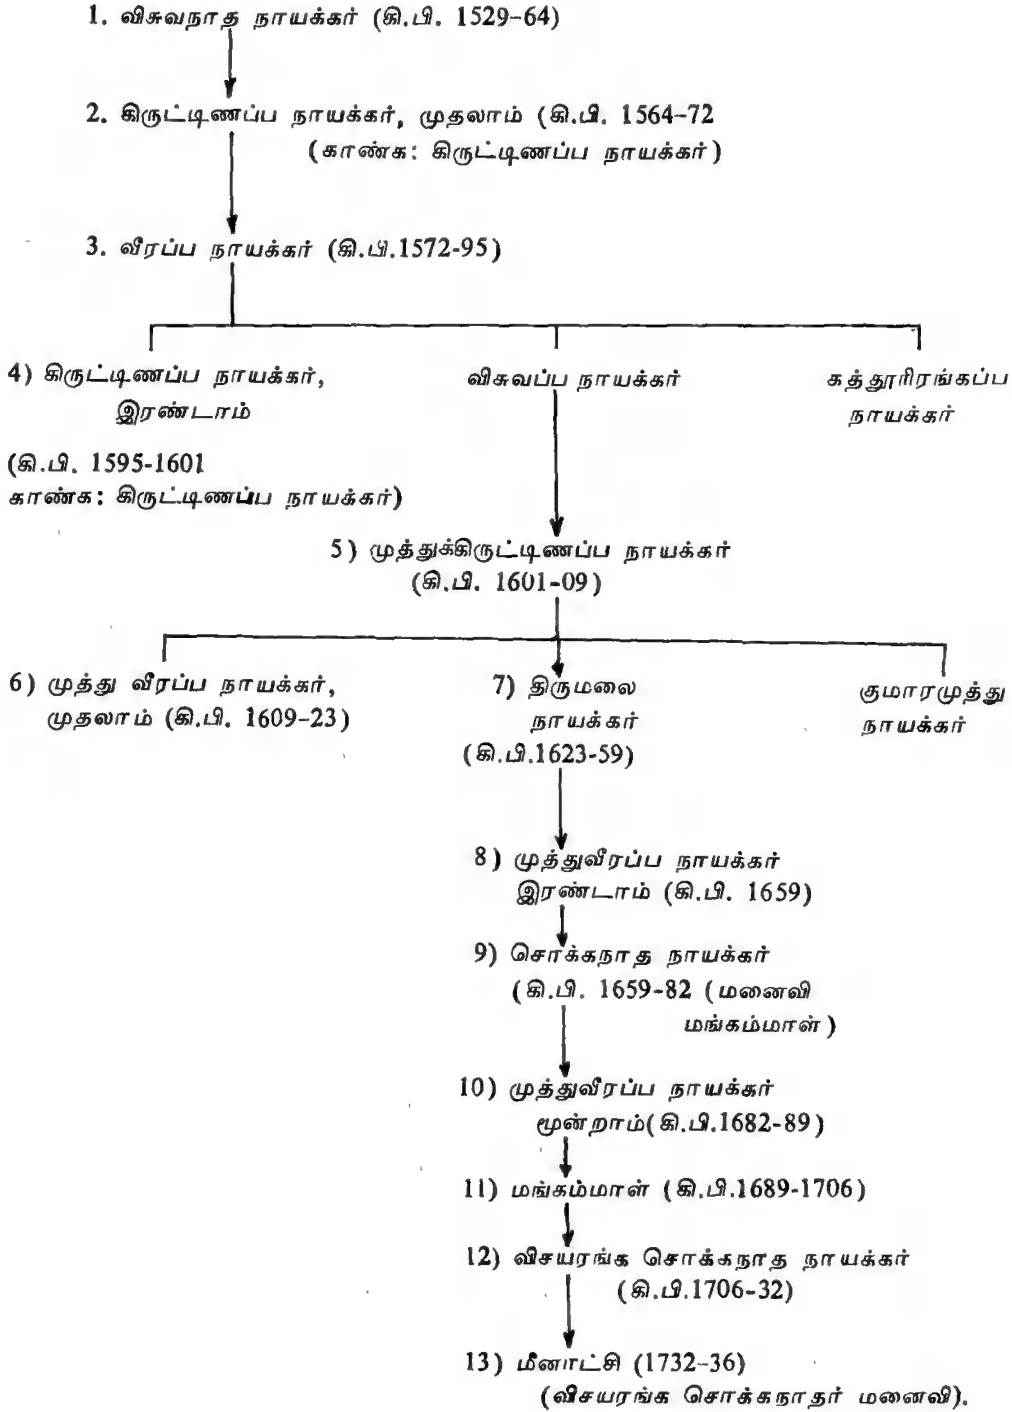 1. விசுவநாத நாயக்கர் (கி.பி. 1529-64)
2. கிருட்டிணப்ப நாயக்கர், முதலாம் (கி.பி. 1564-72
(காண்க: கிருட்டிணப்ப நாயக்கர்)
3. வீரப்ப நாயக்கர் (கி.பி.1572-95)
4) கிருட்டிணப்ப நாயக்கர்,
இரண்டாம்
(கி.பி. 1595-1601
காண்க: கிருட்டிணப்ப நாயக்கர்)
விசுவப்ப நாயக்கர்
கத்தூரிரங்கப்ப
நாயக்கர்
5) முத்துக்கிருட்டிணப்ப நாயக்கர்
(கி.பி. 1601-09)
6) முத்து வீரப்ப நாயக்கர்,
முதலாம் (கி.பி. 1609-23)
7) திருமலை
நாயக்கர்
(கி.பி.1623-59)
குமாரமுத்து
நாயக்கர்
8) முத்துவீரப்ப நாயக்கர்
இரண்டாம் (கி.பி. 1659)
9) சொக்கநாத நாயக்கர்
(கி.பி. 1659-82 (மனைவி
மங்கம்மாள்)
10) முத்துவீரப்ப நாயக்கர்
மூன்றாம்(கி.பி.1682-89)
11) மங்கம்மாள் (கி.பி.1689-1706)
12) விசயரங்க சொக்கநாத நாயக்கர்
(கி.பி.1706-32)
13) மீனாட்சி (1732-36)
(விசயரங்க சொக்கநாதர் மனைவி).